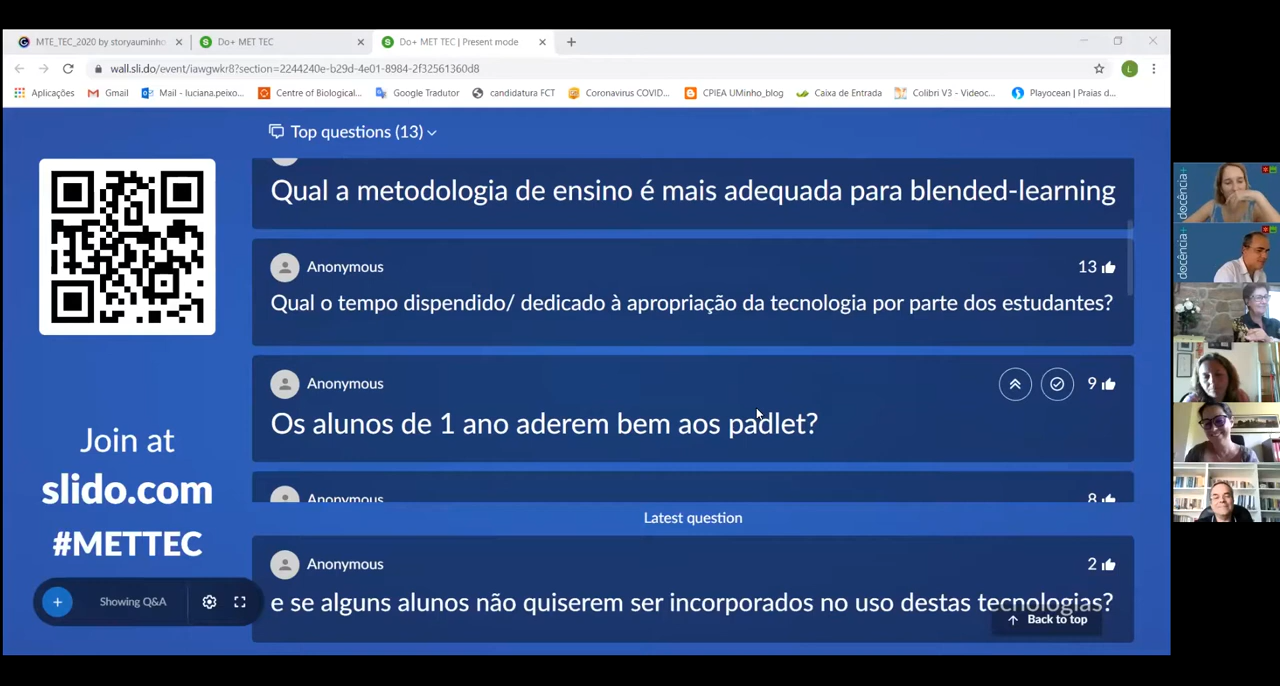 MTE_TEC_2020 by storyauminho
Do+ MET TEC
Do+ MET TEC | Present mode
wall.sli.do/event/iawgwkr8?section=2244240e-b29d-4e01-8984-2f32561360d8
L
Aplicações
Gmail
Mail - luciana.peixo...
Centre of Biological...
Google Tradutor
candidatura FCT
Coronavirus COVID...
CPIEA UMinho_blog
Caixa de Entrada
Colibri V3 - Videoc...
Playocean | Praias d...
Top questions (13)
Qual a metodologia de ensino é mais adequada para blended-learning
Anonymous
13
Qual o tempo dispendido/ dedicado à apropriação da tecnologia por parte dos estudantes?
Anonymous
9
Os alunos de 1 ano aderem bem aos padlet?
Anonymous
8
Latest question
Anonymous
2
e se alguns alunos não quiserem ser incorporados no uso destas tecnologias?
Back to top
Join at
slido.com
#METTEC
Showing Q&A
docência+
docência+